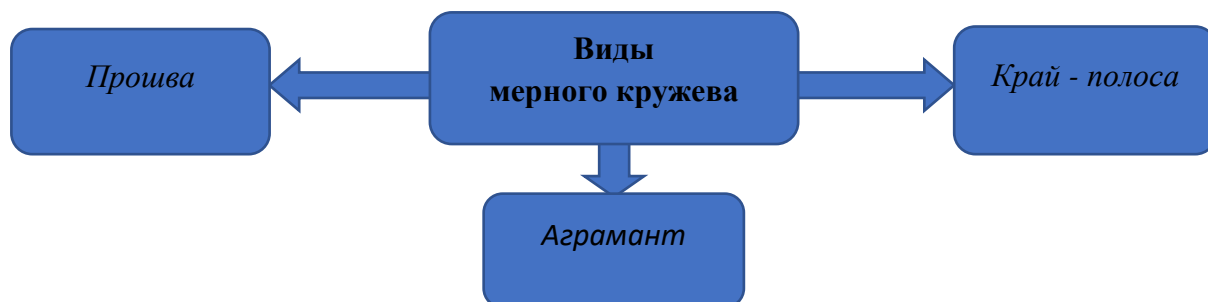 Виды
мерного кружева
Прошва
Край - полоса
Аграмант